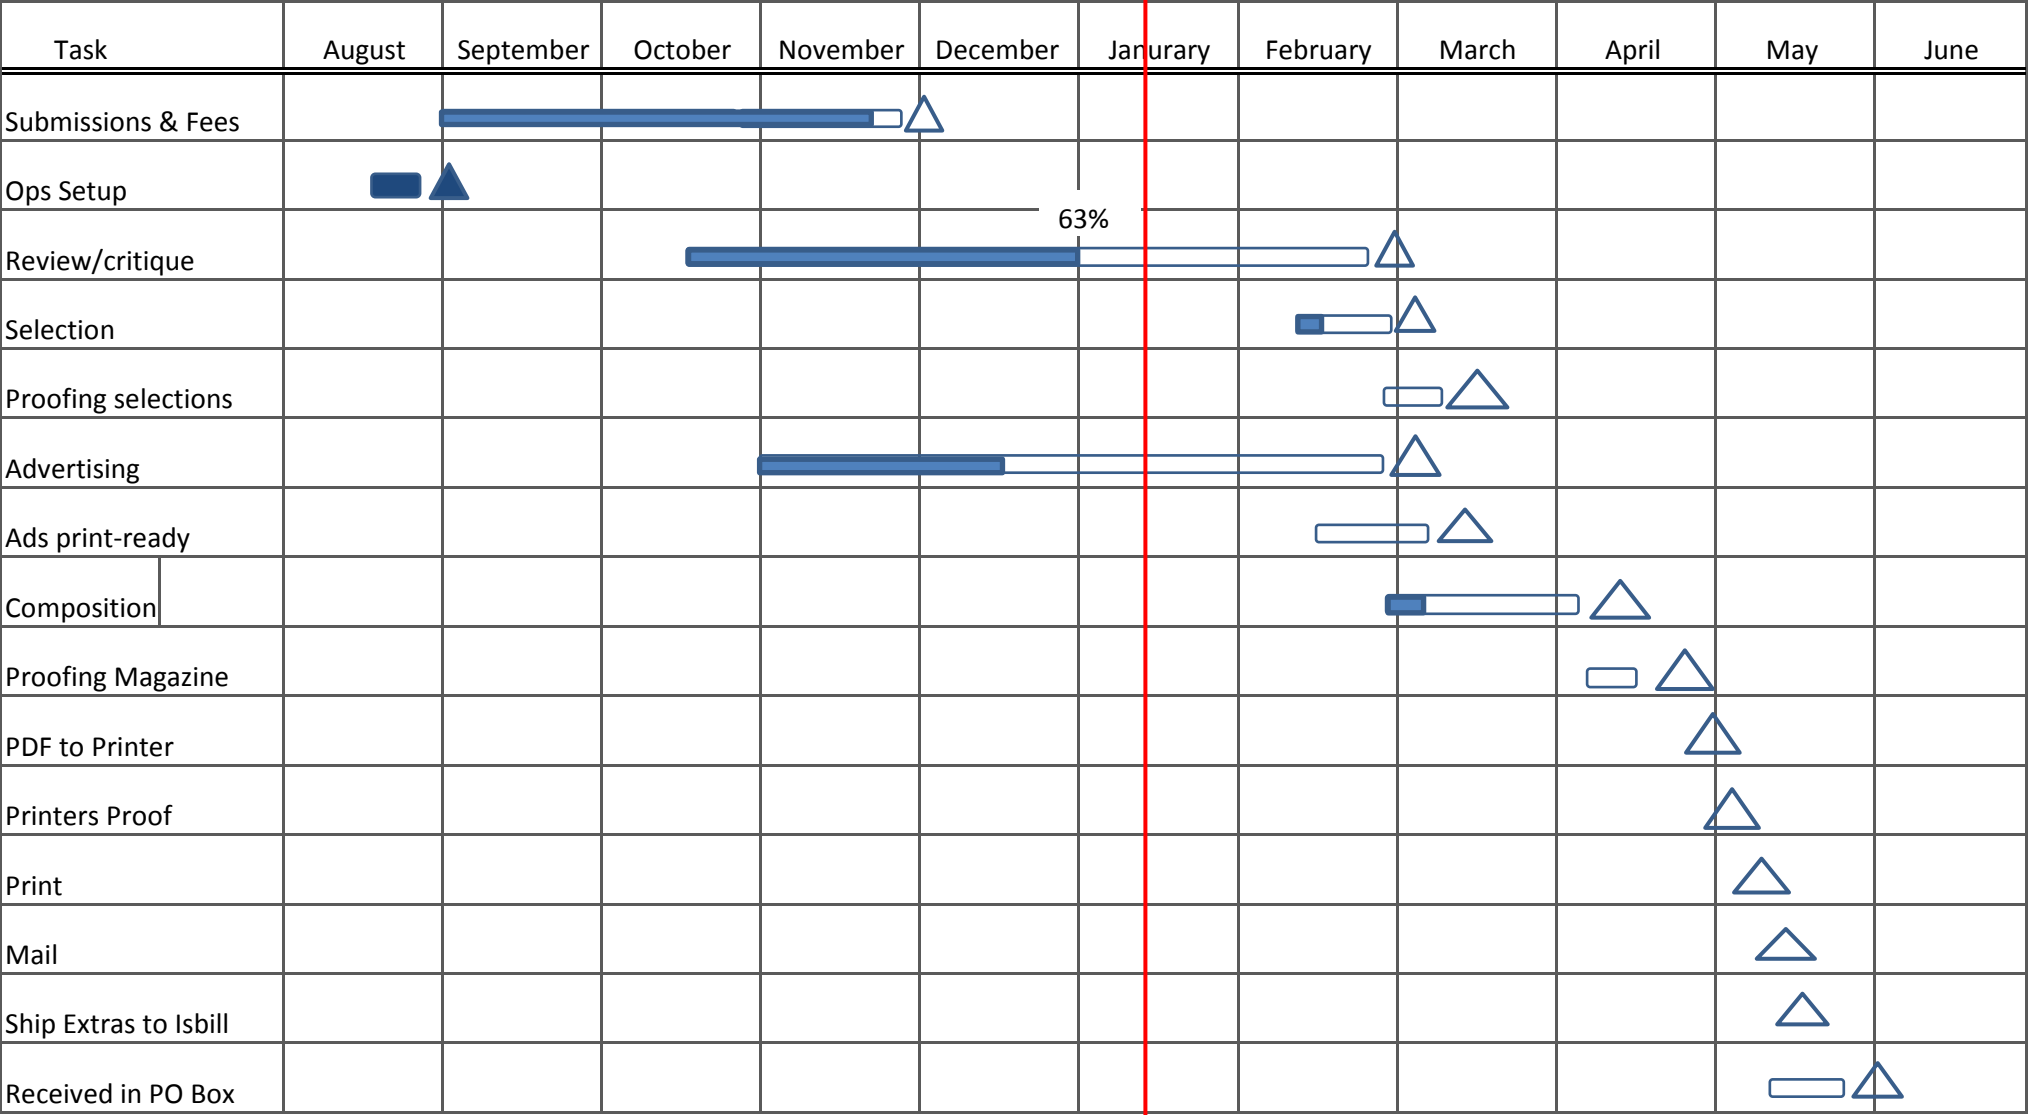 Task August September October November December Janurary February March April May June
Submissions & Fees
Ops Setup
63%
Review/critique
Selection
Proofing selections
Advertising
Ads print-ready
Composition
Proofing Magazine
PDF to Printer
Printers Proof
Print
Mail
Ship Extras to Isbill
Received in PO Box